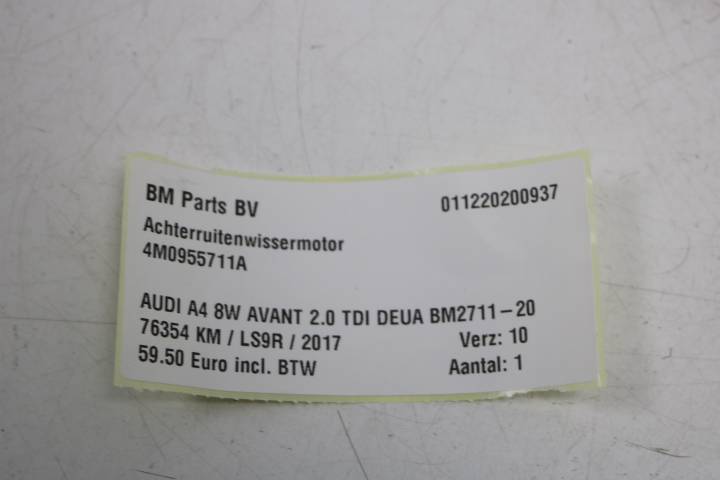 BM Parts BV 011220200937
Achterruitenwissermotor
4M0955711A
AUDI A4 8W AVANT 2.0 TDI DEUA BM2711-20
76354 KM / LS9R / 2017 Verz: 10
59.50 Euro incl. BTW Aantal: 1